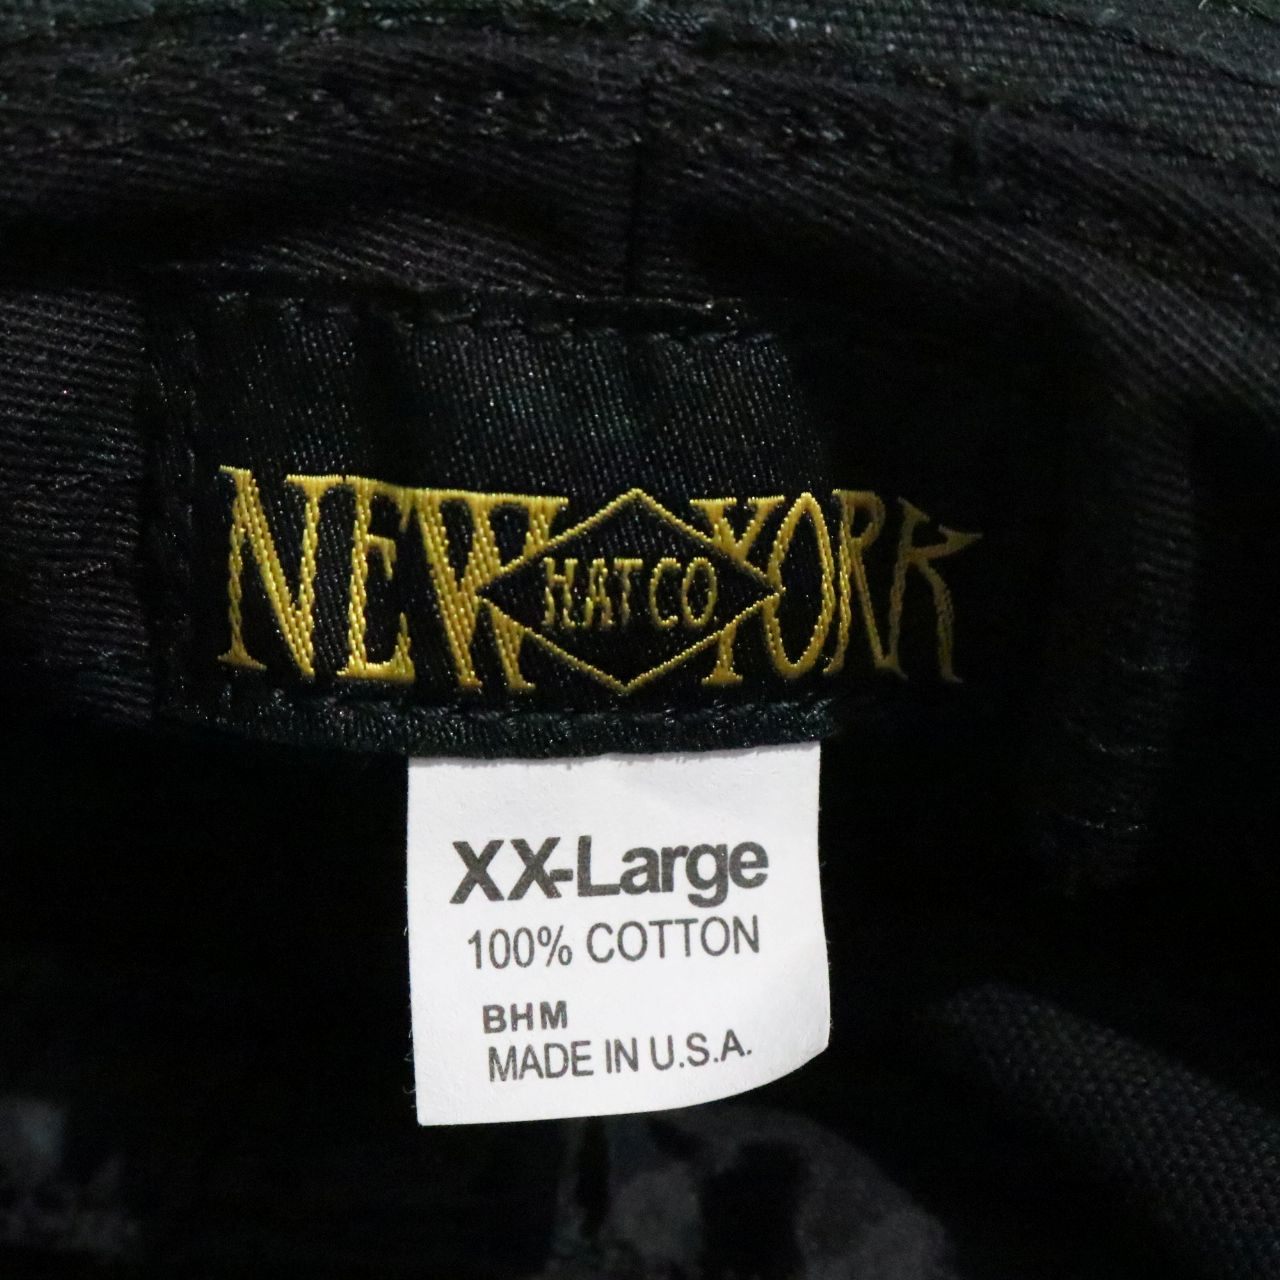 NEW YORK
HAT CO
XX-Large
100% COTTON
BHM
MADE IN U.S.A.